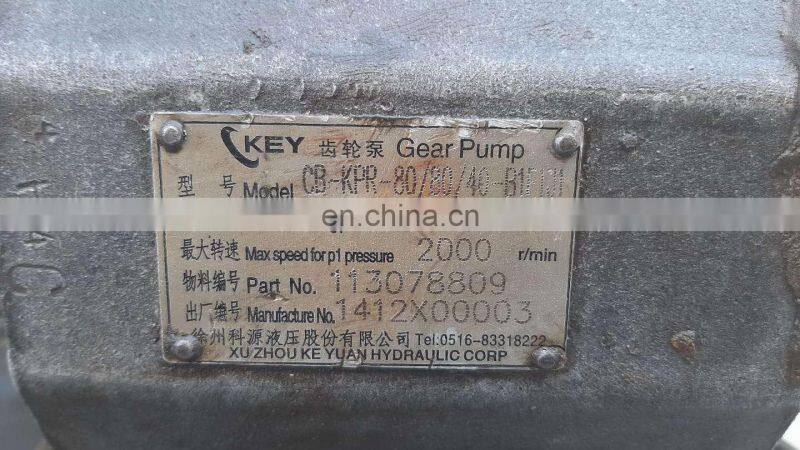 KEY 齿轮泵 Gear Pump
型号 Model CB-KPR-80/80/40-B1F1J1
en.china.cn
最大转速 Max speed for p1 pressure 2000 r/min
物料编号 Part No. 113078809
出厂编号 Manufacture No. 1412X00003
徐州科源液压股份有限公司 Tel:0516-83318222
XU ZHOU KE YUAN HYDRAULIC CORP